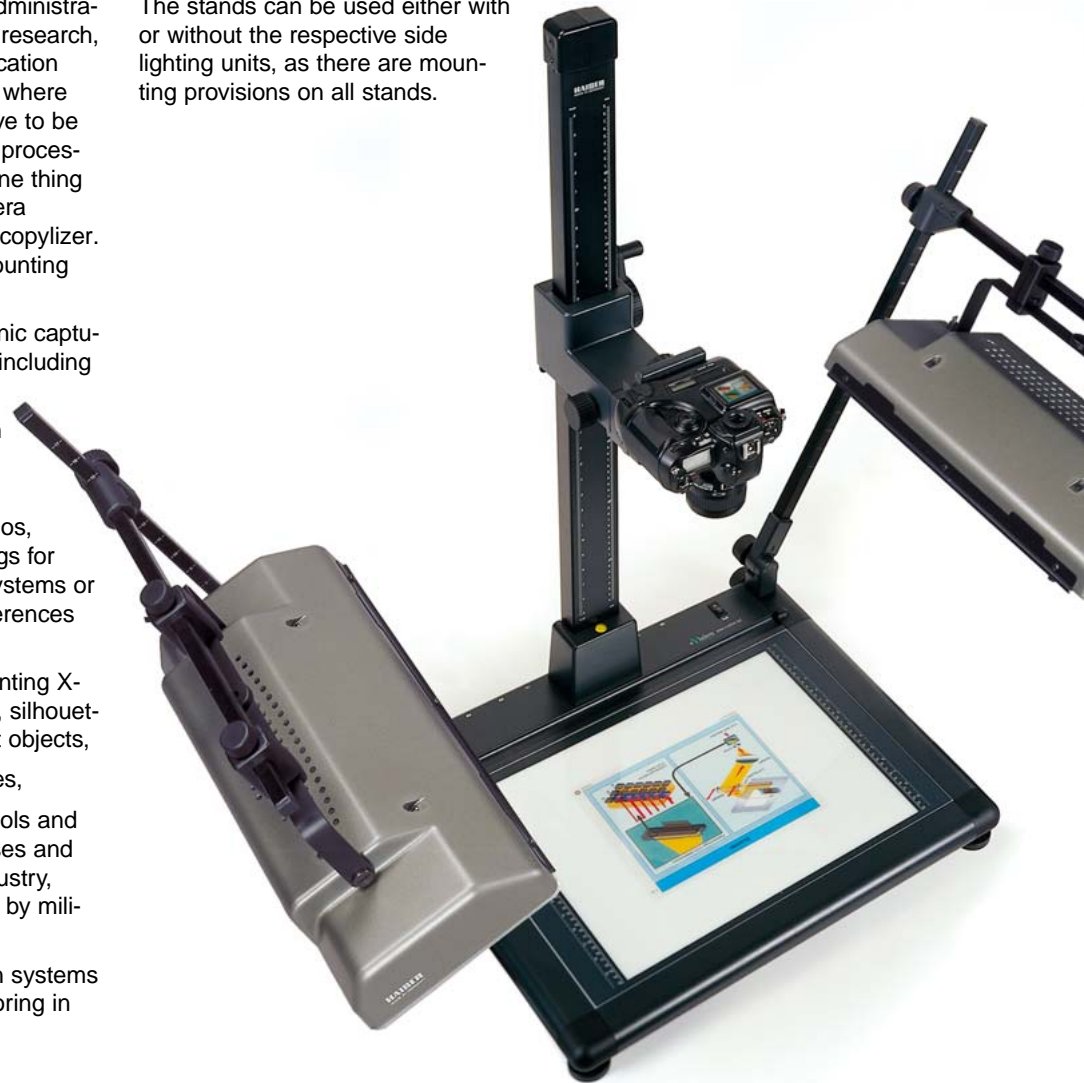 dministra-
research,
cation
where
ve to be
proces-
ne thing
era
copylizer.
ounting
nic captu-
including
n
os,
gs for
ystems or
erences
nting X-
, silhouet-
t objects,
es,
ols and
ses and
ustry,
by mili-
n systems
oring in
The stands can be used either with
or without the respective side
lighting units, as there are moun-
ting provisions on all stands.
KAISER
KAISER